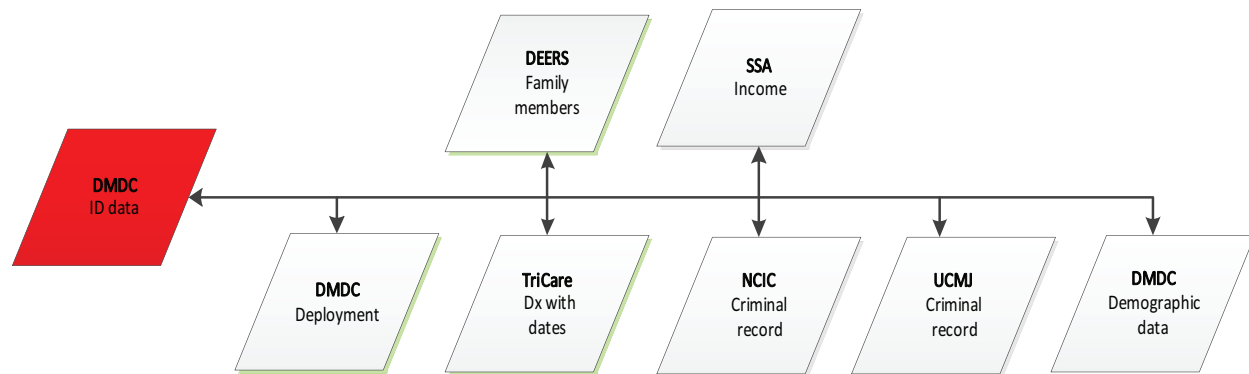 DEERS
Family
members
SSA
Income
DMDC
ID data
DMDC
Deployment
TriCare
Dx with
dates
NCIC
Criminal
record
UCMJ
Criminal
record
DMDC
Demographic
data